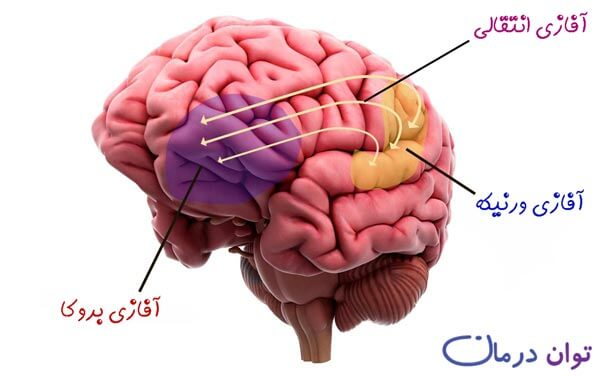 آفازی انتقالی
آفازی ورنیکه
آفازی بروکا
توان درمان